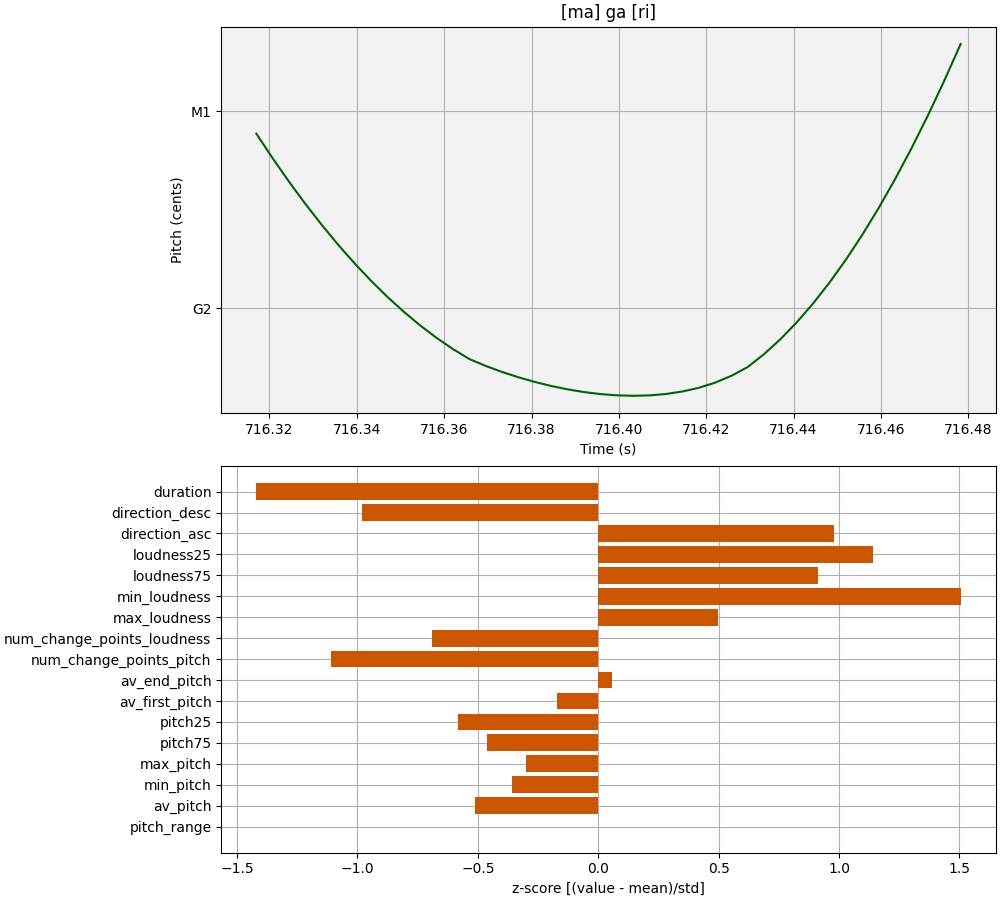 [ma] ga [ri]
Pitch (cents)
M1
G2
716.32 716.34 716.36 716.38 716.40 716.42 716.44 716.46 716.48
Time (s)
duration
direction_desc
direction_asc
loudness25
loudness75
min_loudness
max_loudness
num_change_points_loudness
num_change_points_pitch
av_end_pitch
av_first_pitch
pitch25
pitch75
max_pitch
min_pitch
av_pitch
pitch_range
−1.5 −1.0 −0.5 0.0 0.5 1.0 1.5
z-score [(value - mean)/std]